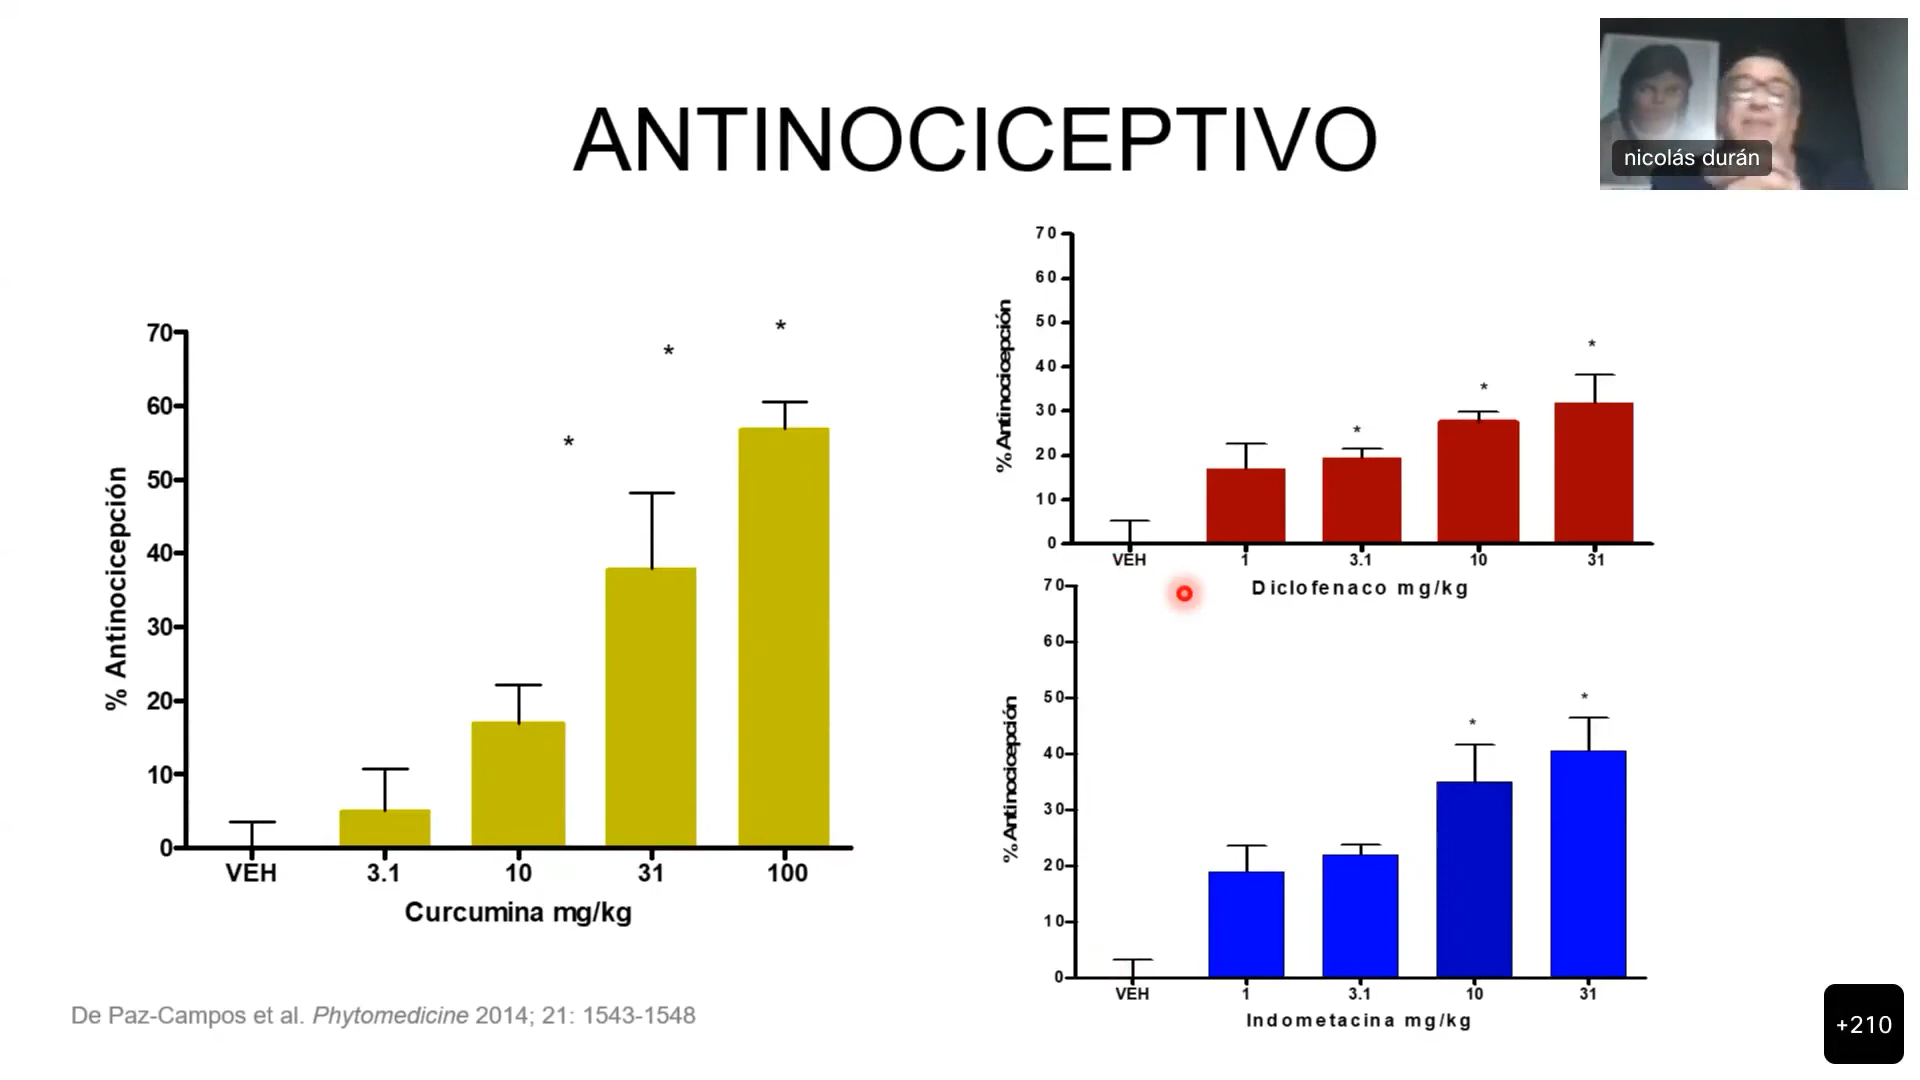 ANTINOCICEPTIVO
nicolás durán
% Antinocicepción
70
60
50
40
30
20
10
0
*
*
*
VEH 3.1 10 31 100
Curcumina mg/kg
% Antinocicepción
70
60
50
40
30
20
10
0
*
*
*
VEH 1 3.1 10 31
Diclofenaco mg/kg
% Antinocicepción
70
60
50
40
30
20
10
0
*
*
VEH 1 3.1 10 31
Indometacina mg/kg
De Paz-Campos et al. Phytomedicine 2014; 21: 1543-1548
+210